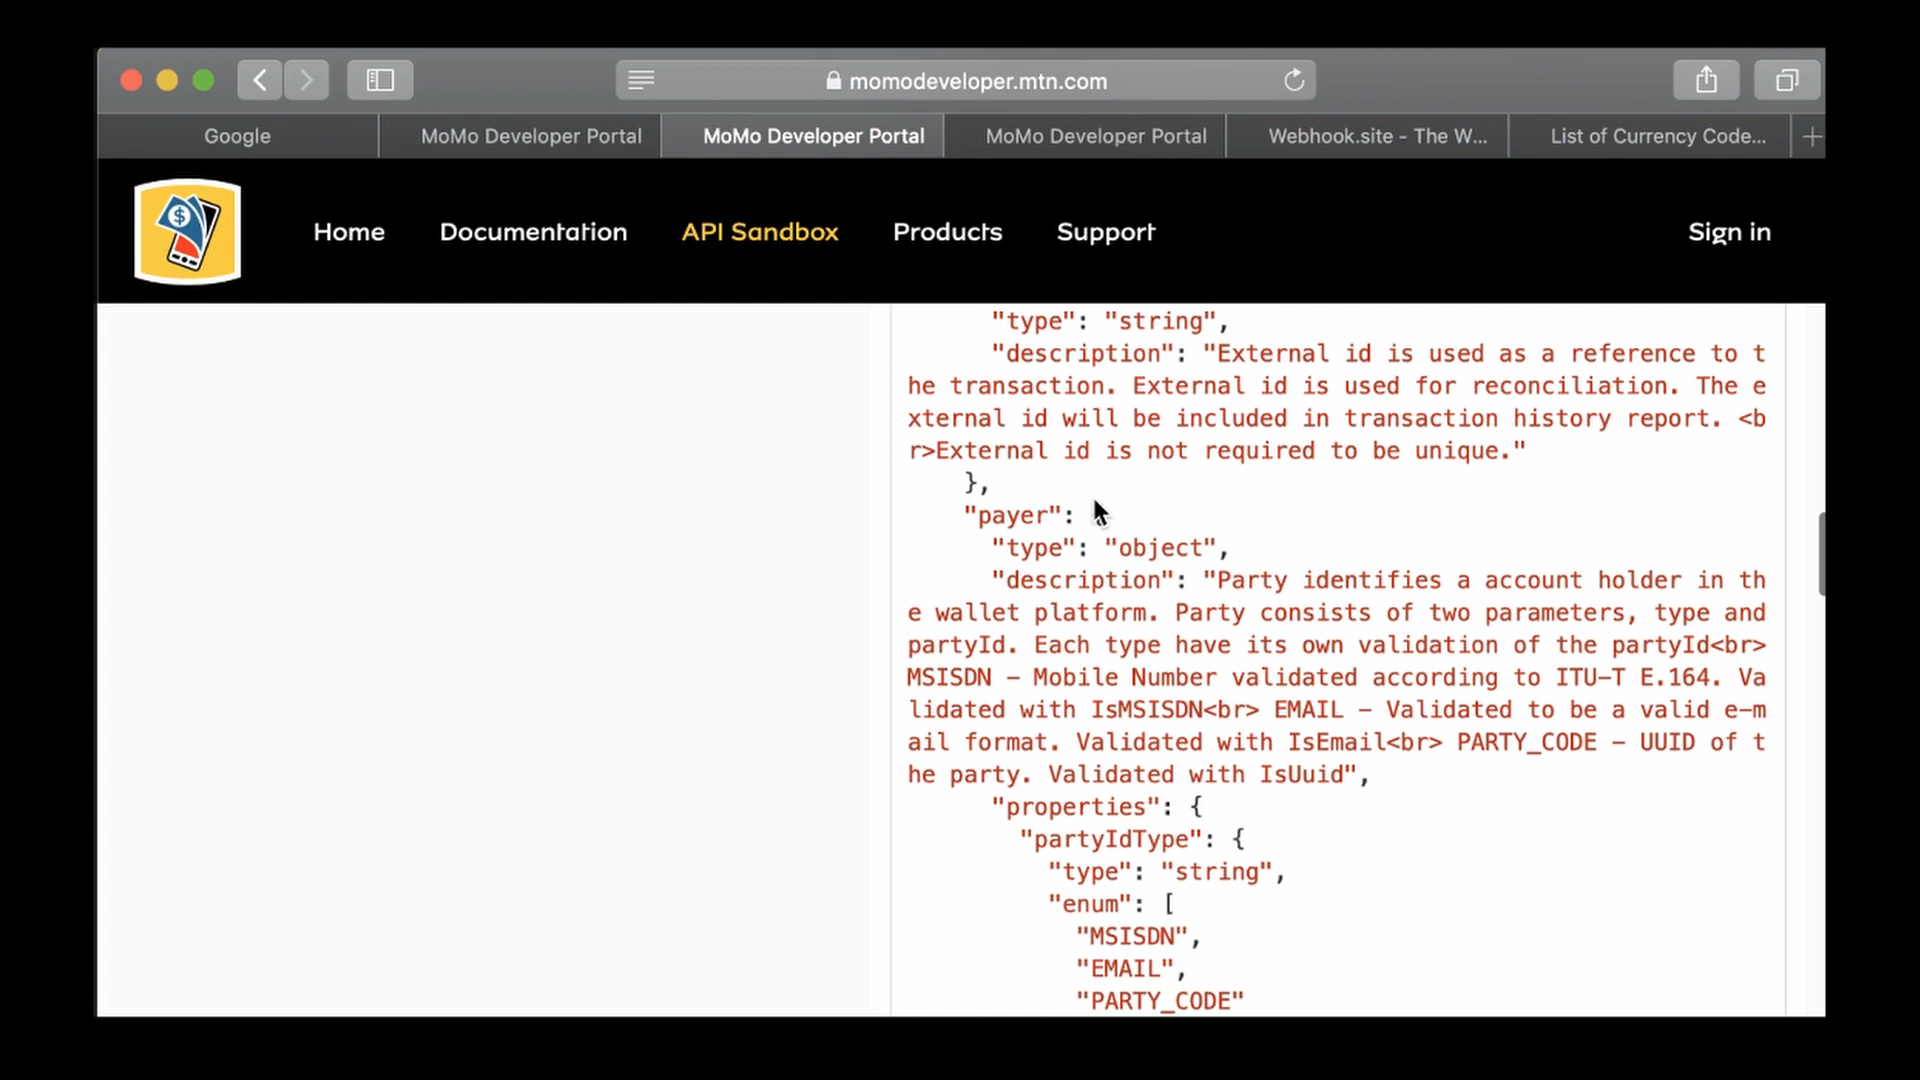 momodeveloper.mtn.com
Google
MoMo Developer Portal
MoMo Developer Portal
MoMo Developer Portal
Webhook.site - The W...
List of Currency Code...
$
Home
Documentation
API Sandbox
Products
Support
Sign in
"type": "string",
"description": "External id is used as a reference to t
he transaction. External id is used for reconciliation. The e
xternal id will be included in transaction history report. <b
r>External id is not required to be unique."
},
"payer":
"type": "object",
"description": "Party identifies a account holder in th
e wallet platform. Party consists of two parameters, type and
partyId. Each type have its own validation of the partyId<br>
MSISDN - Mobile Number validated according to ITU-T E.164. Va
lidated with IsMSISDN<br> EMAIL - Validated to be a valid e-m
ail format. Validated with IsEmail<br> PARTY_CODE - UUID of t
he party. Validated with IsUuid",
"properties": {
"partyIdType": {
"type": "string",
"enum": [
"MSISDN",
"EMAIL",
"PARTY_CODE"